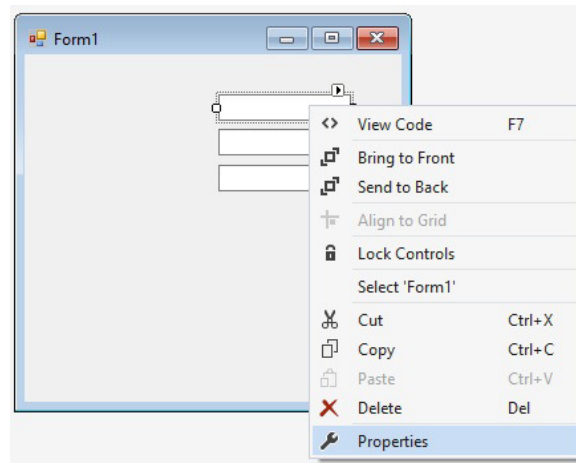 Form1
View Code F7
Bring to Front
Send to Back
Align to Grid
Lock Controls
Select 'Form1'
Cut Ctrl+X
Copy Ctrl+C
Paste Ctrl+V
Delete Del
Properties